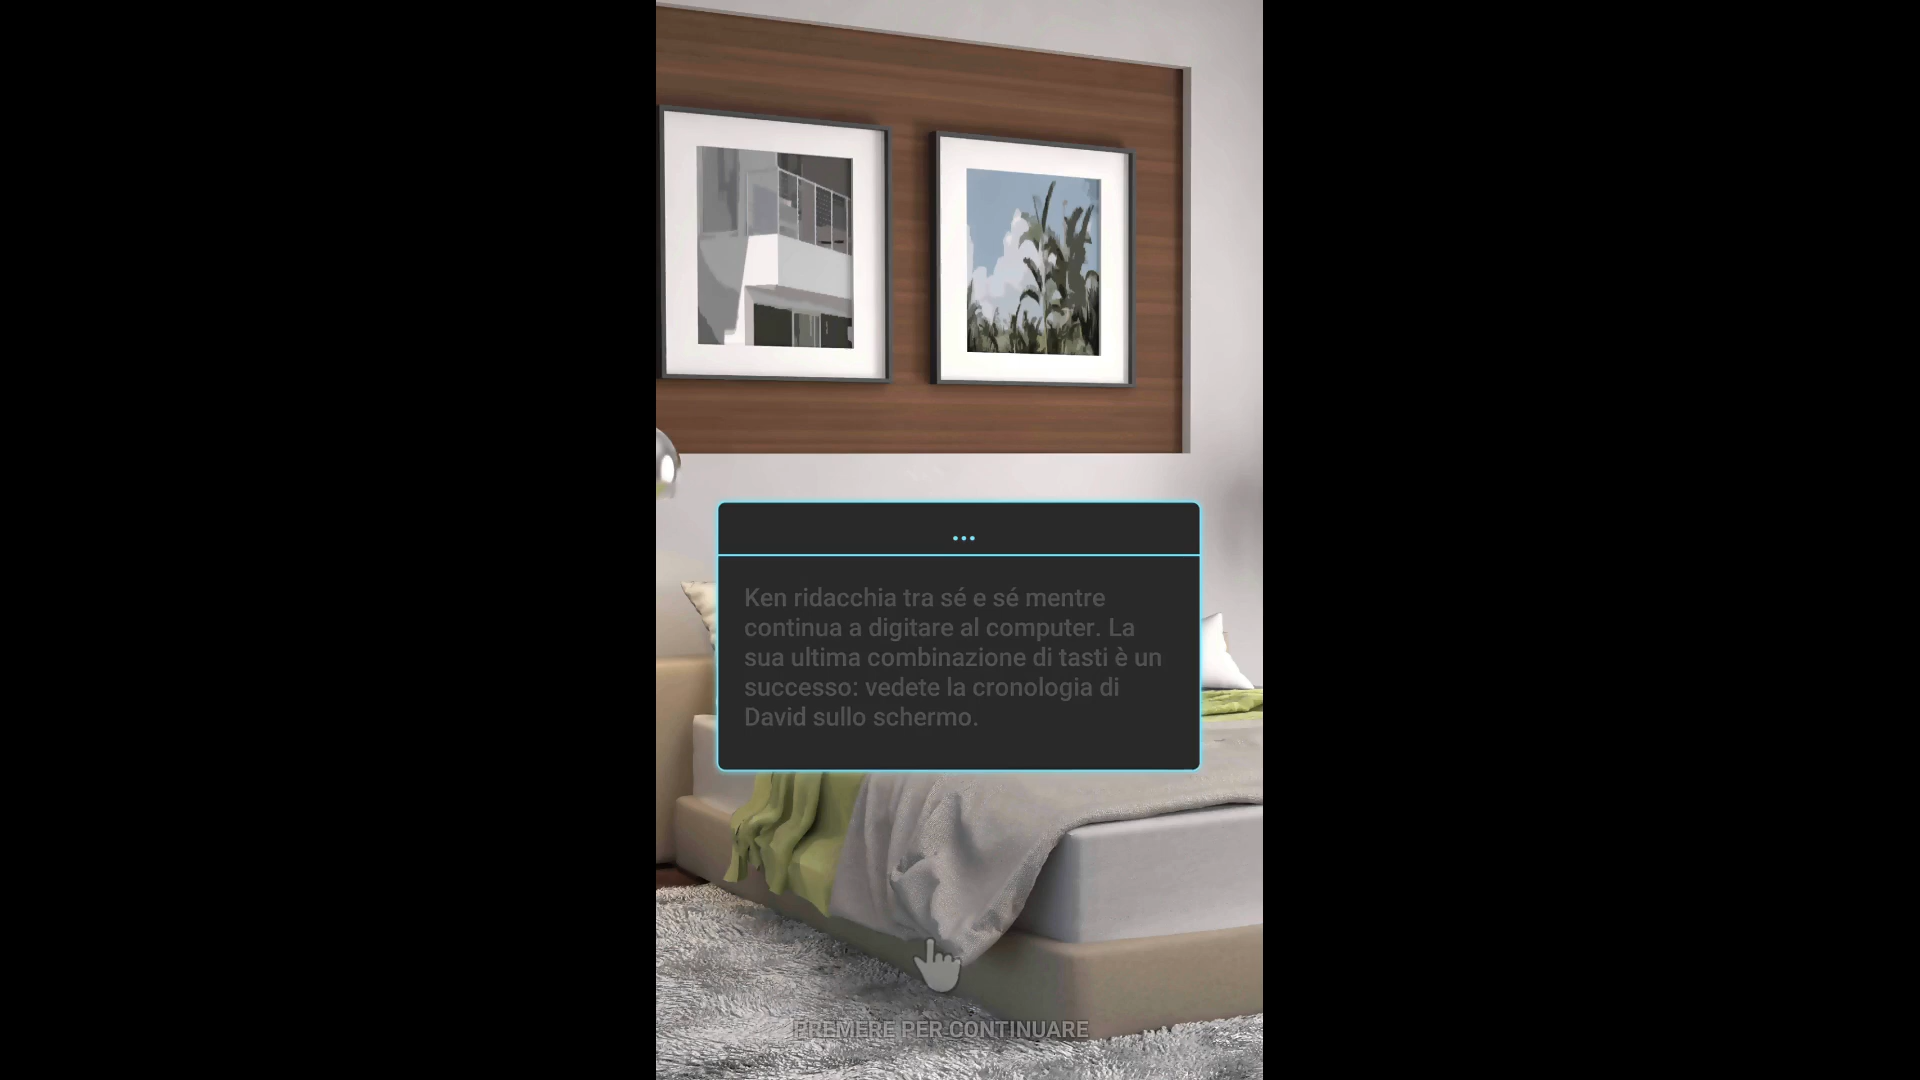 ...
Ken ridacchia tra sé e sé mentre
continua a digitare al computer. La
sua ultima combinazione di tasti è un
successo: vedete la cronologia di
David sullo schermo.
PREMERE PER CONTINUARE